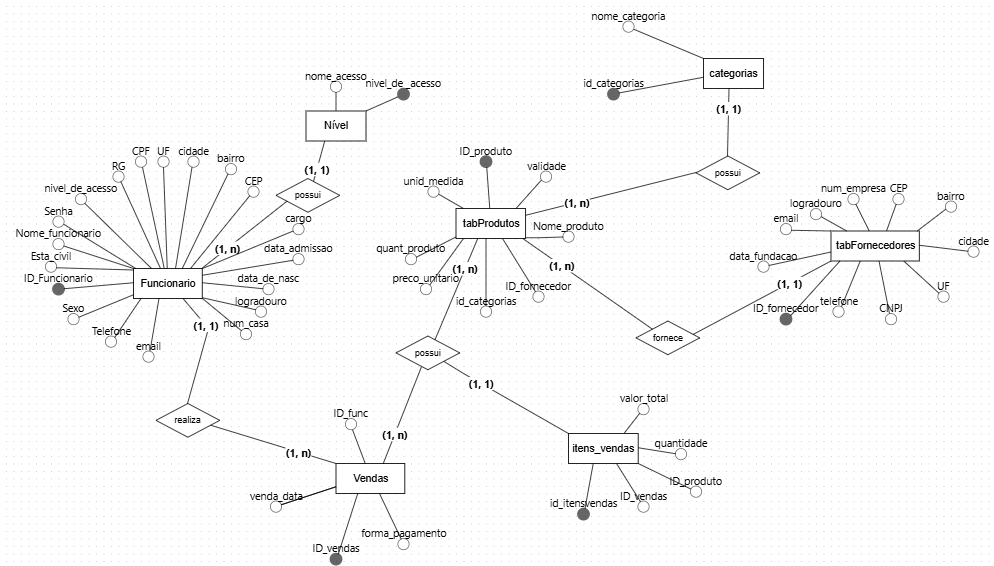 nome_categoria
categorias
id_categorias
(1, 1)
possui
(1, n)
nome_acesso
nivel_de_acesso
Nível
(1, 1)
possui
(1, n)
CPF
UF
cidade
bairro
RG
CEP
nivel_de_acesso
cargo
Senha
Nome_funcionario
data_admissao
Esta_civil
ID_Funcionario
Funcionario
data_de_nasc
logradouro
Sexo
num_casa
Telefone
email
(1, 1)
realiza
(1, n)
ID_produto
validade
unid_medida
tabProdutos
Nome_produto
quant_produto
preco_unitario
(1, n)
(1, n)
ID_fornecedor
id_categorias
num_empresa
CEP
bairro
logradouro
email
tabFornecedores
cidade
data_fundacao
(1, 1)
ID_fornecedor
telefone
CNPJ
UF
fornece
possui
(1, 1)
(1, n)
ID_func
Vendas
venda_data
forma_pagamento
ID_vendas
valor_total
itens_vendas
quantidade
ID_produto
ID_vendas
id_itensvendas